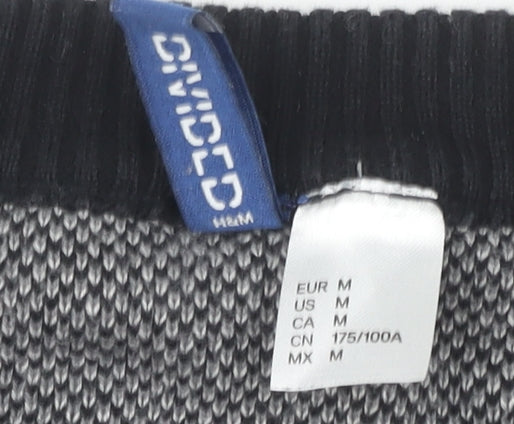 DIVIDED
H&M
EUR M
US M
CA M
CN 175/100A
MX M